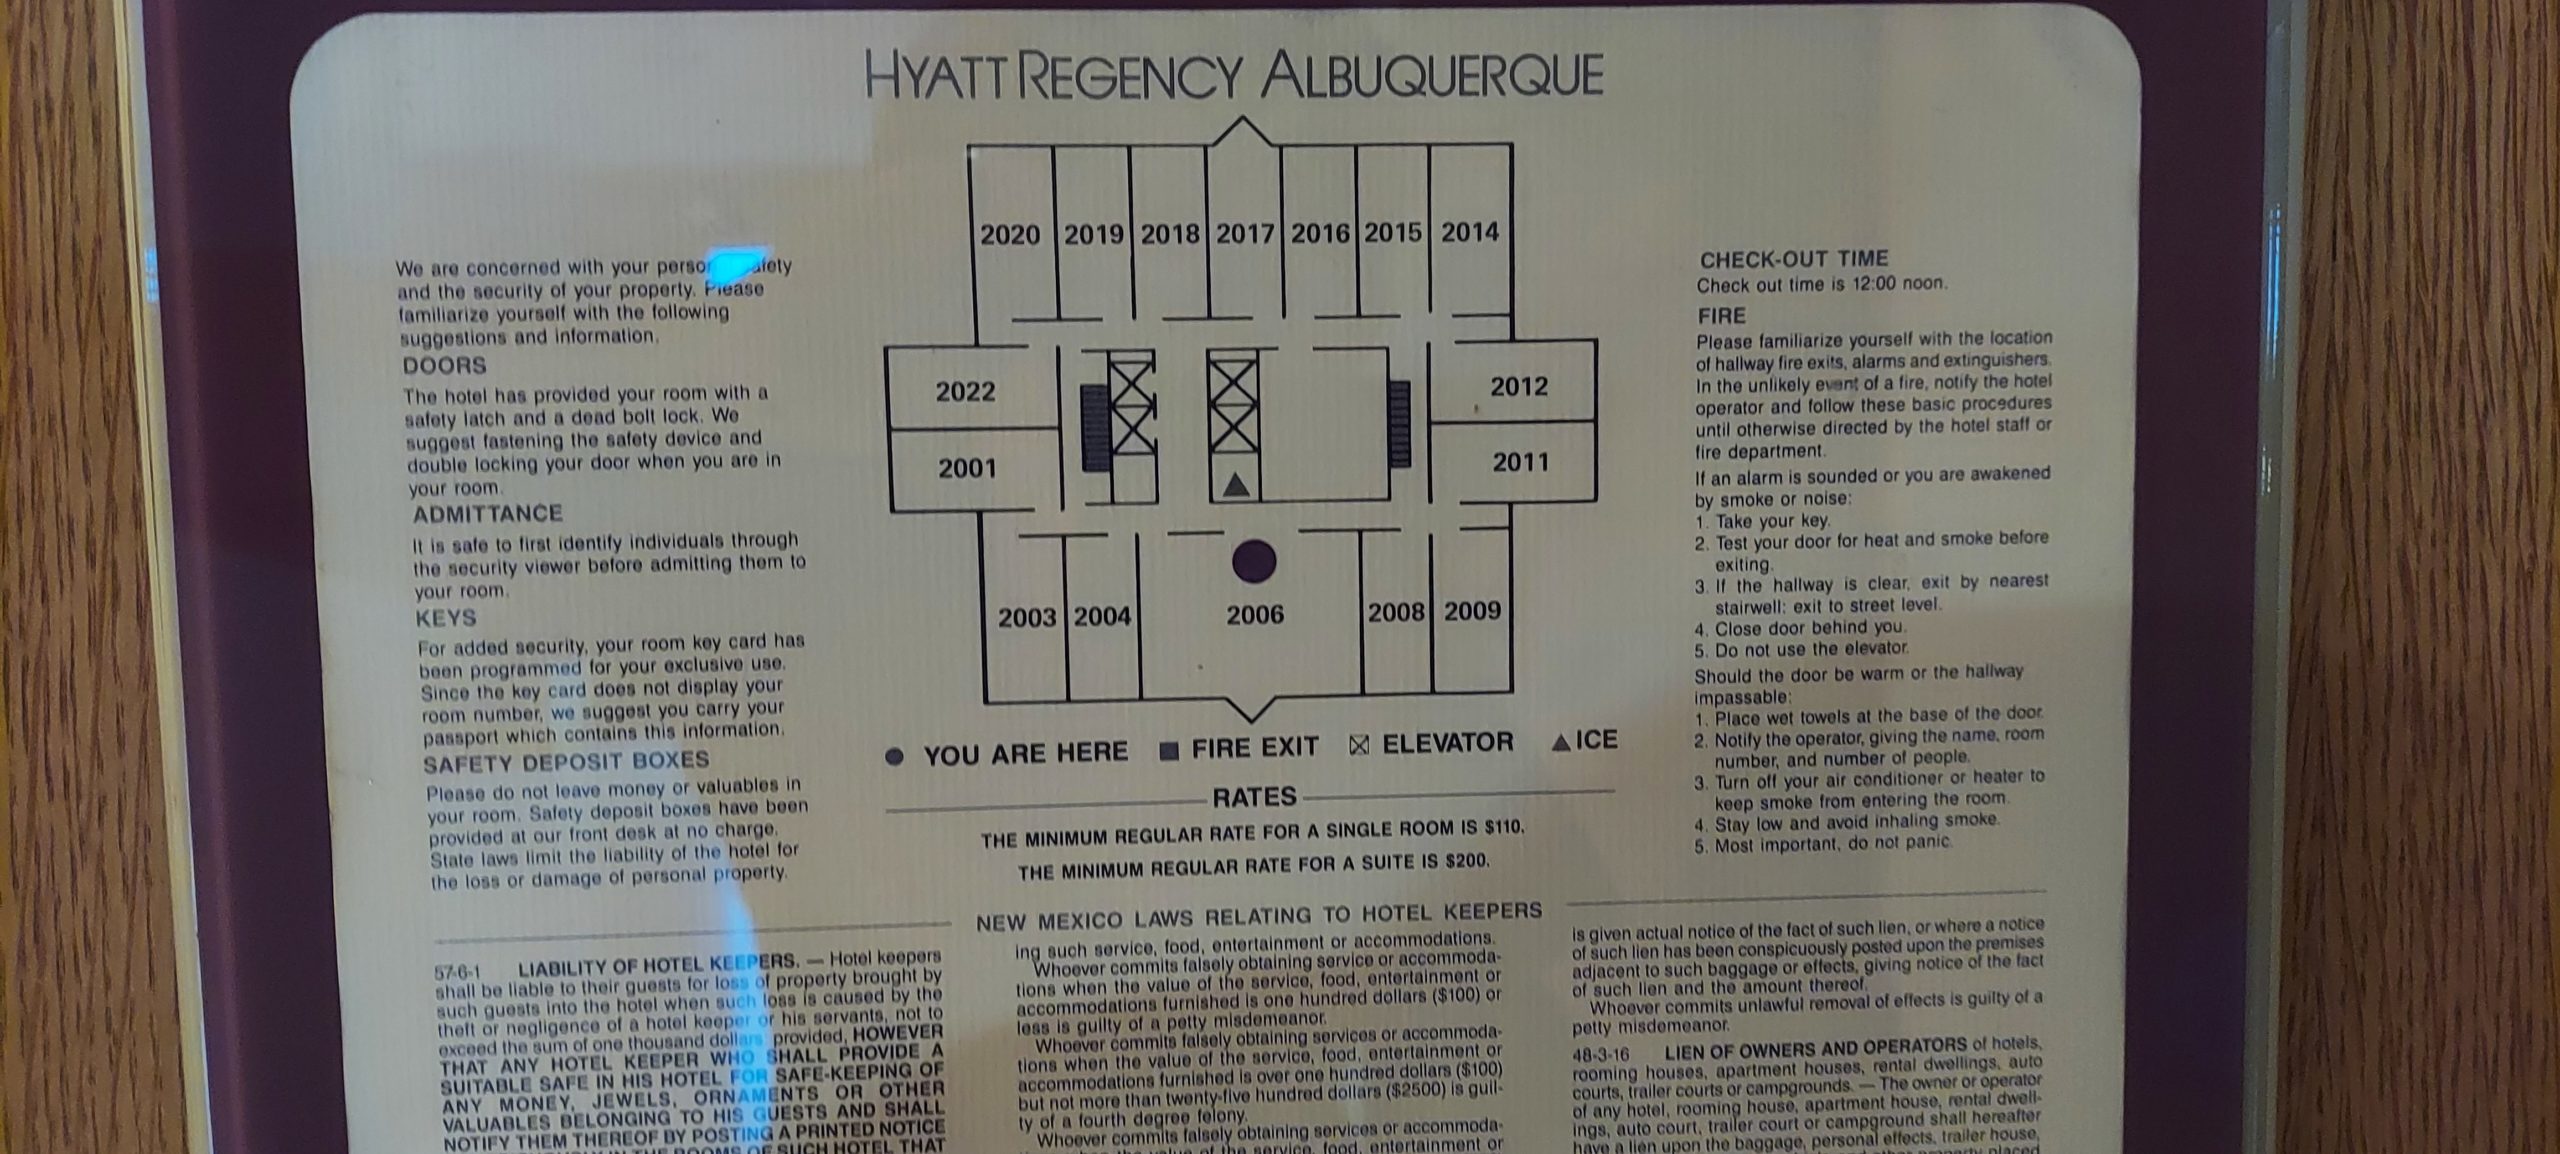 HYATT REGENCY ALBUQUERQUE
2020 2019 2018 2017 2016 2015 2014
2022
2012
2001
2011
2003 2004 2006 2008 2009
YOU ARE HERE FIRE EXIT ELEVATOR ICE
We are concerned with your
and the security of your property. Please
familiarize yourself with the following
suggestions and information.
DOORS
The hotel has provided your room with a
safety latch and a dead bolt lock. We
suggest fastening the safety device and
double locking your door when you are in
your room.
ADMITTANCE
It is safe to first identify individuals through
the security viewer before admitting them to
your room.
KEYS
For added security, your room key card has
been programmed for your exclusive use.
Since the key card does not display your
room number, we suggest you carry your
passport which contains this information.
SAFETY DEPOSIT BOXES
Please do not leave money or valuables in
your room. Safety deposit boxes have been
provided at our front desk at no charge.
State laws limit the liability of the hotel for
the loss or damage of personal property.
CHECK-OUT TIME
Check out time is 12:00 noon.
FIRE
Please familiarize yourself with the location
of hallway fire exits, alarms and extinguishers.
In the unlikely event of a fire, notify the hotel
operator and follow these basic procedures
until otherwise directed by the hotel staff or
fire department.
If an alarm is sounded or you are awakened
by smoke or noise:
1. Take your key.
2. Test your door for heat and smoke before
exiting.
3. If the hallway is clear, exit by nearest
stairwell: exit to street level.
4. Close door behind you.
5. Do not use the elevator.
Should the door be warm or the hallway
impassable:
1. Place wet towels at the base of the door.
2. Notify the operator, giving the name, room
number, and number of people.
3. Turn off your air conditioner or heater to
keep smoke from entering the room.
4. Stay low and avoid inhaling smoke.
5. Most important, do not panic.
RATES
THE MINIMUM REGULAR RATE FOR A SINGLE ROOM IS $110.
THE MINIMUM REGULAR RATE FOR A SUITE IS $200.
NEW MEXICO LAWS RELATING TO HOTEL KEEPERS
57-6-1 LIABILITY OF HOTEL KEEPERS. — Hotel keepers
shall be liable to their guests for loss of property brought by
such guests into the hotel when such loss is caused by the
theft or negligence of a hotel keeper or his servants, not to
exceed the sum of one thousand dollars provided, HOWEVER
THAT ANY HOTEL KEEPER WHO SHALL PROVIDE A
SUITABLE SAFE IN HIS HOTEL FOR SAFE-KEEPING OF
ANY MONEY, JEWELS, ORNAMENTS OR OTHER
VALUABLES BELONGING TO HIS GUESTS AND SHALL
NOTIFY THEM THEREOF BY POSTING A PRINTED NOTICE
ROOMS OF SUCH HOTEL THAT
ing such service, food, entertainment or accommodations.
Whoever commits falsely obtaining service or accommoda-
tions when the value of the service, food, entertainment or
accommodations furnished is one hundred dollars ($100) or
less is guilty of a petty misdemeanor.
Whoever commits falsely obtaining services or accommoda-
tions when the value of the service, food, entertainment or
accommodations furnished is over one hundred dollars ($100)
but not more than twenty-five hundred dollars ($2500) is guil-
ty of a fourth degree felony.
Whoever commits falsely obtaining services or accommoda-
value of the service, food, entertainment or
is given actual notice of the fact of such lien, or where a notice
of such lien has been conspicuously posted upon the premises
adjacent to such baggage or effects, giving notice of the fact
of such lien and the amount thereof.
Whoever commits unlawful removal of effects is guilty of a
petty misdemeanor.
48-3-16 LIEN OF OWNERS AND OPERATORS of hotels,
rooming houses, apartment houses, rental dwellings, auto
courts, trailer courts or campgrounds. — The owner or operator
of any hotel, rooming house, apartment house, rental dwell-
ings, auto court, trailer court or campground shall hereafter
have a lien upon the baggage, personal effects, trailer house,